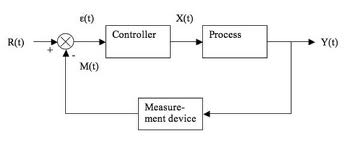 ε(t)
X(t)
R(t)
Controller
Process
Y(t)
+
-
M(t)
Measure-
ment device